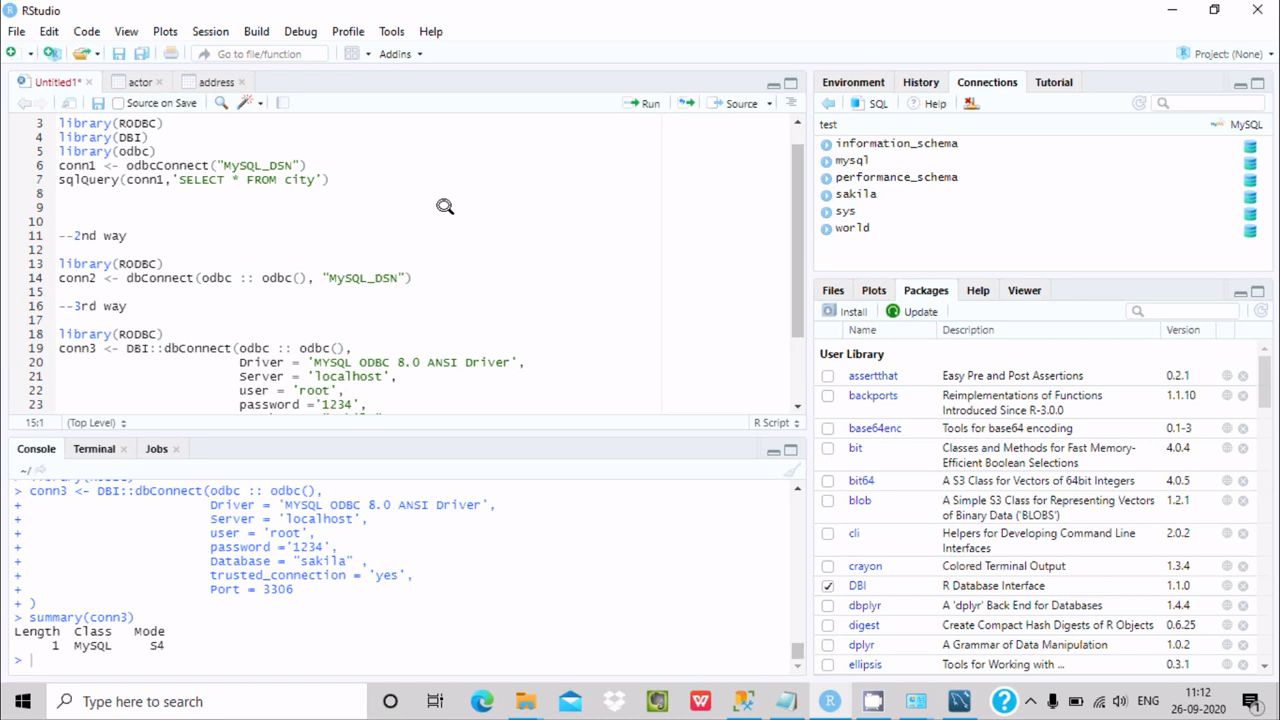 RStudio
File Edit Code View Plots Session Build Debug Profile Tools Help
Go to file/function Addins Project: (None)
Untitled1* actor address
Source on Save Run Source
3 library(RODBC)
4 library(DBI)
5 library(odbc)
6 conn1 <- odbcConnect("MySQL_DSN")
7 sqlQuery(conn1,'SELECT * FROM city')
8
9
10
11 --2nd way
12
13 library(RODBC)
14 conn2 <- dbConnect(odbc :: odbc(), "MySQL_DSN")
15
16 --3rd way
17
18 library(RODBC)
19 conn3 <- DBI::dbConnect(odbc :: odbc(),
20 Driver = 'MYSQL ODBC 8.0 ANSI Driver',
21 Server = 'localhost',
22 user = 'root',
23 password ='1234',
15:1 (Top Level) R Script
Console Terminal Jobs
~/
> conn3 <- DBI::dbConnect(odbc :: odbc(),
+ Driver = 'MYSQL ODBC 8.0 ANSI Driver',
+ Server = 'localhost',
+ user = 'root',
+ password ='1234',
+ Database = "sakila" ,
+ trusted_connection = 'yes',
+ Port = 3306
+ )
> summary(conn3)
Length Class Mode
1 MySQL S4
>
Environment History Connections Tutorial
SQL Help
test MySQL
information_schema
mysql
performance_schema
sakila
sys
world
Files Plots Packages Help Viewer
Install Update
Name Description Version
User Library
assertthat Easy Pre and Post Assertions 0.2.1
backports Reimplementations of Functions 1.1.10
Introduced Since R-3.0.0
base64enc Tools for base64 encoding 0.1-3
bit Classes and Methods for Fast Memory- 4.0.4
Efficient Boolean Selections
bit64 A S3 Class for Vectors of 64bit Integers 4.0.5
blob A Simple S3 Class for Representing Vectors 1.2.1
of Binary Data ('BLOBS')
cli Helpers for Developing Command Line 2.0.2
Interfaces
crayon Colored Terminal Output 1.3.4
DBI R Database Interface 1.1.0
dbplyr A 'dplyr' Back End for Databases 1.4.4
digest Create Compact Hash Digests of R Objects 0.6.25
dplyr A Grammar of Data Manipulation 1.0.2
ellipsis Tools for Working with ... 0.3.1
Type here to search
ENG 11:12
26-09-2020